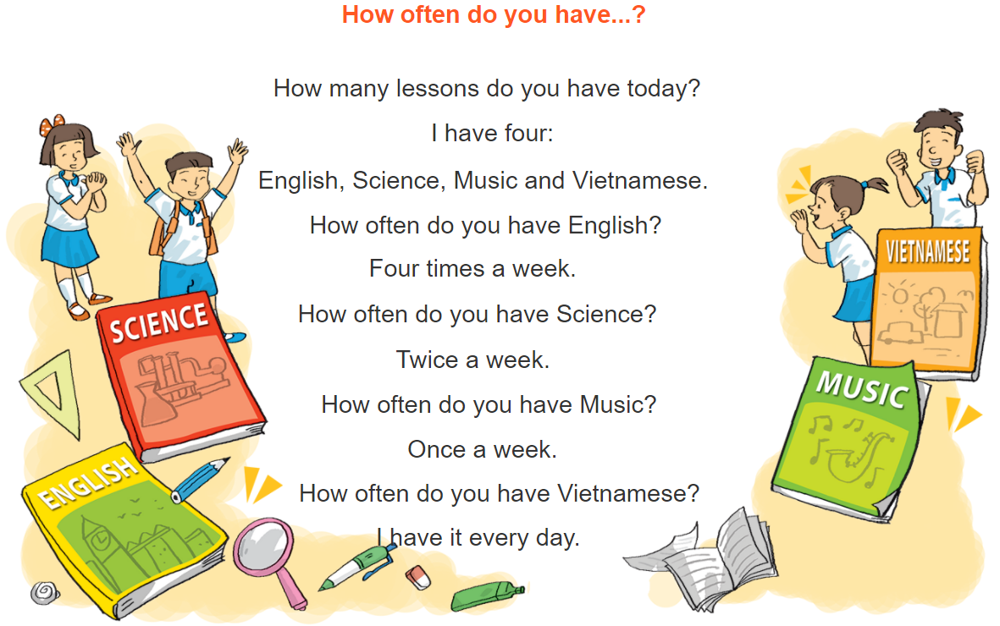 How often do you have...?
How many lessons do you have today?
I have four:
English, Science, Music and Vietnamese.
How often do you have English?
Four times a week.
How often do you have Science?
Twice a week.
How often do you have Music?
Once a week.
How often do you have Vietnamese?
I have it every day.
SCIENCE
ENGLISH
VIETNAMESE
MUSIC